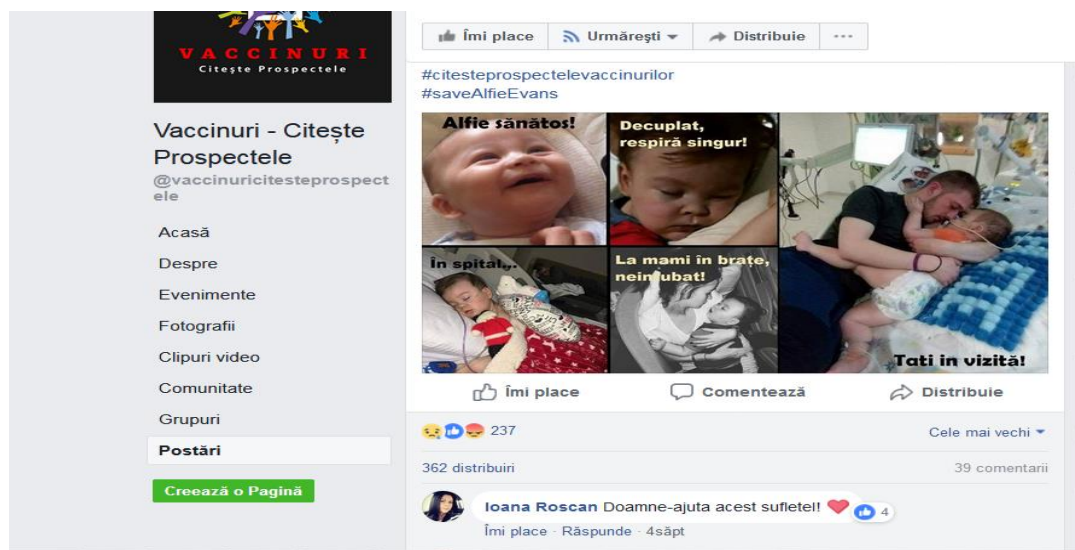 VACCINURI
Citește Prospectele
Vaccinuri - Citește
Prospectele
@vaccinuricitesteprospect
ele
Acasă
Despre
Evenimente
Fotografii
Clipuri video
Comunitate
Grupuri
Postări
Creează o Pagină
Îmi place
Urmărești
Distribuie
#citesteprospectelevaccinurilor
#saveAlfieEvans
Alfie sănătos!
Decuplat,
respiră singur!
În spital...
La mami în brațe,
neintubat!
Tati in vizită!
Îmi place
Comentează
Distribuie
237
Cele mai vechi
362 distribuiri
39 comentarii
Ioana Roscan Doamne-ajuta acest sufletel!
4
Îmi place · Răspunde · 4săpt